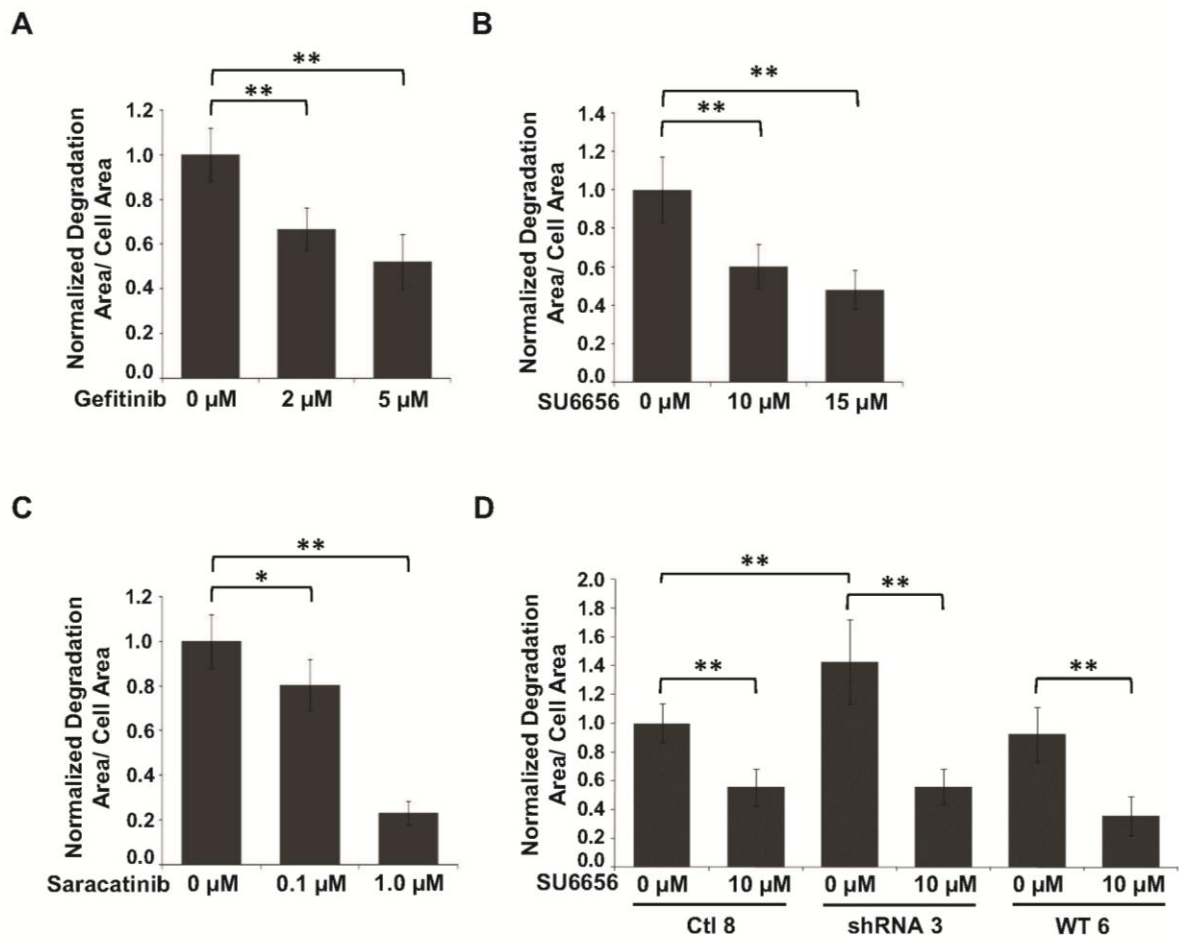 A
**
**
Normalized Degradation
Area/ Cell Area
1.2
1.0
0.8
0.6
0.4
0.2
0.0
Gefitinib 0 µM 2 µM 5 µM
B
**
**
Normalized Degradation
Area/ Cell Area
1.4
1.2
1.0
0.8
0.6
0.4
0.2
0.0
SU6656 0 µM 10 µM 15 µM
C
**
*
Normalized Degradation
Area/ Cell Area
1.2
1.0
0.8
0.6
0.4
0.2
0.0
Saracatinib 0 µM 0.1 µM 1.0 µM
D
**
**
**
**
Normalized Degradation
Area/ Cell Area
2.0
1.8
1.6
1.4
1.2
1.0
0.8
0.6
0.4
0.2
0.0
SU6656 0 µM 10 µM 0 µM 10 µM 0 µM 10 µM
Ctl 8 shRNA 3 WT 6